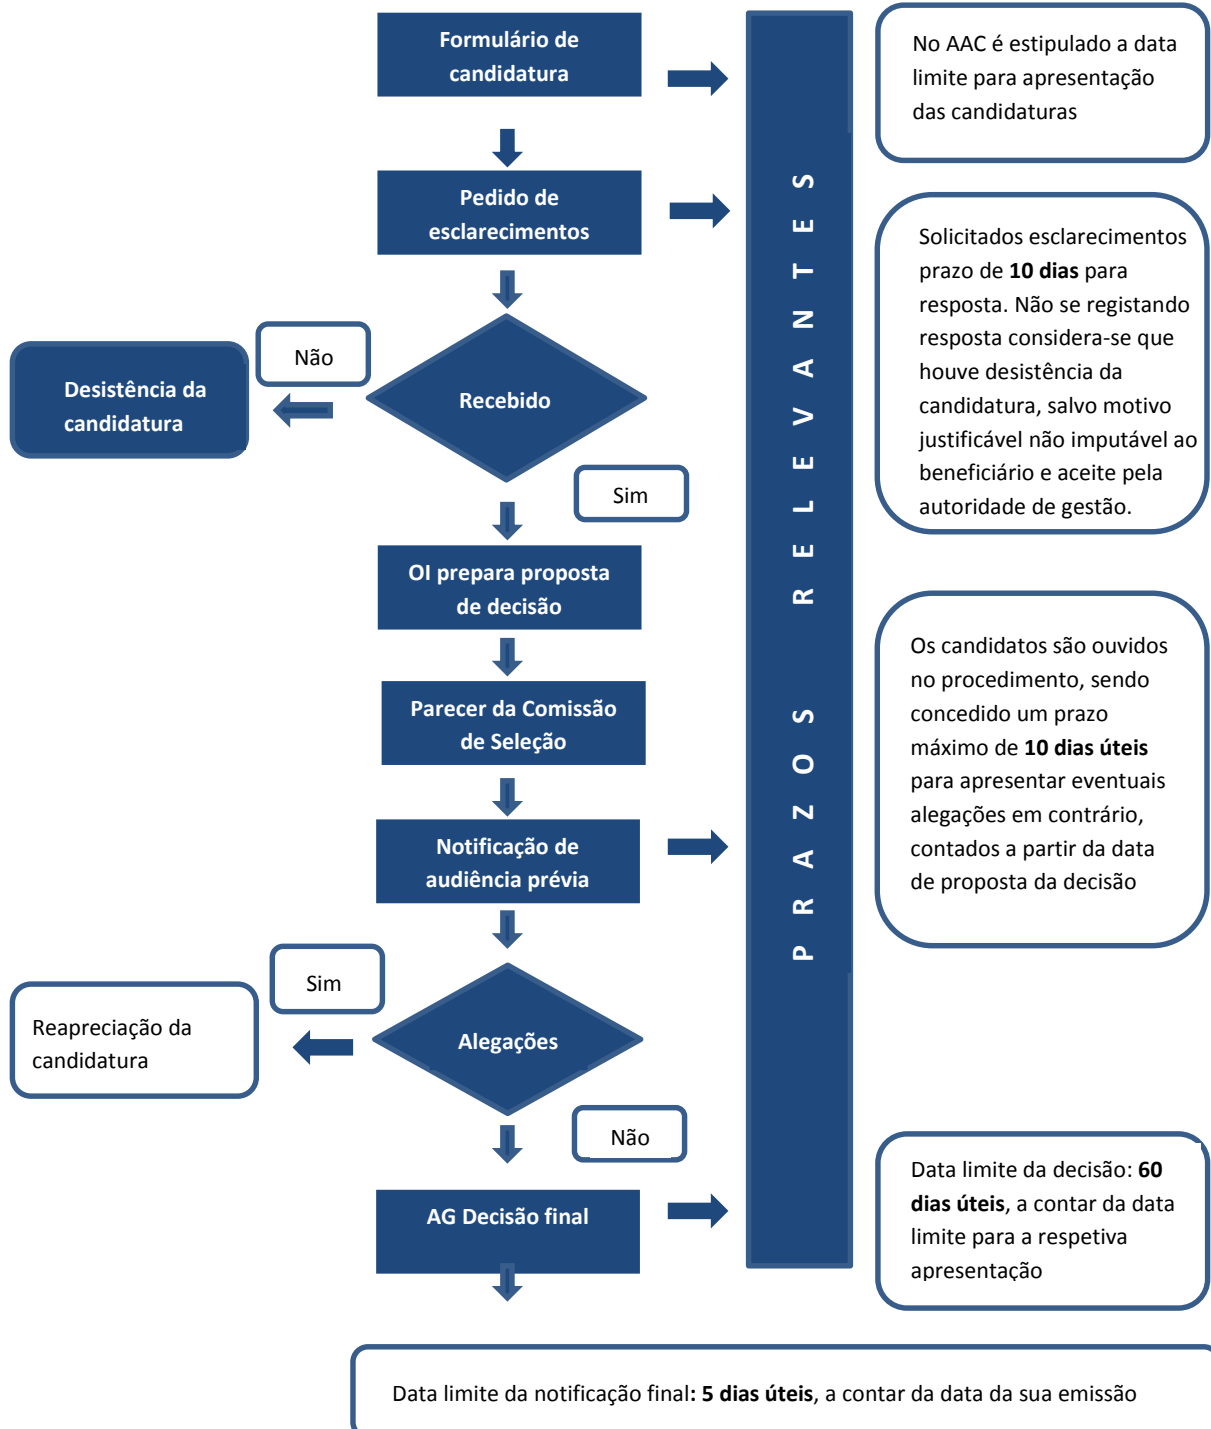 Formulário de
candidatura
No AAC é estipulado a data
limite para apresentação
das candidaturas
Pedido de
esclarecimentos
Solicitados esclarecimentos
prazo de 10 dias para
resposta. Não se registando
resposta considera-se que
houve desistência da
candidatura, salvo motivo
justificável não imputável ao
beneficiário e aceite pela
autoridade de gestão.
Não
Desistência da
candidatura
Recebido
Sim
OI prepara proposta
de decisão
Parecer da Comissão
de Seleção
Notificação de
audiência prévia
Os candidatos são ouvidos
no procedimento, sendo
concedido um prazo
máximo de 10 dias úteis
para apresentar eventuais
alegações em contrário,
contados a partir da data
de proposta da decisão
PRAZOS RELEVANTES
Sim
Reapreciação da
candidatura
Alegações
Não
AG Decisão final
Data limite da decisão: 60
dias úteis, a contar da data
limite para a respetiva
apresentação
Data limite da notificação final: 5 dias úteis, a contar da data da sua emissão